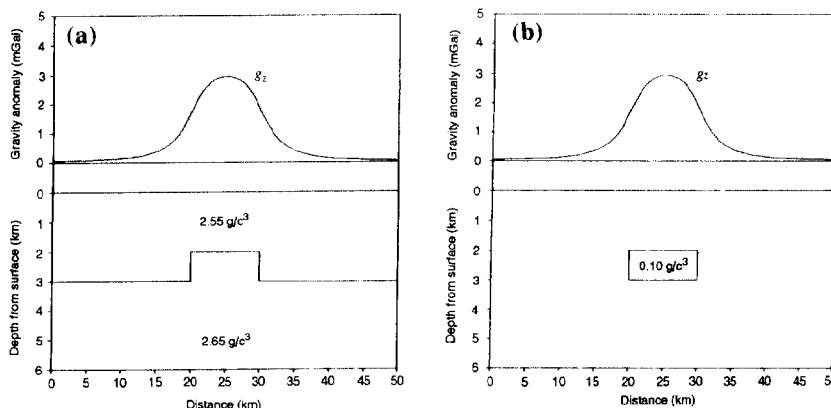 (a)
Gravity anomaly (mGal)
5
4
3
2
1
0
g_z
Depth from surface (km)
0
1
2
3
4
5
6
2.55 g/c³
2.65 g/c³
0 5 10 15 20 25 30 35 40 45 50
Distance (km)
(b)
Gravity anomaly (mGal)
5
4
3
2
1
0
g_z
Depth from surface (km)
0
1
2
3
4
5
6
0.10 g/c³
0 5 10 15 20 25 30 35 40 45 50
Distance (km)